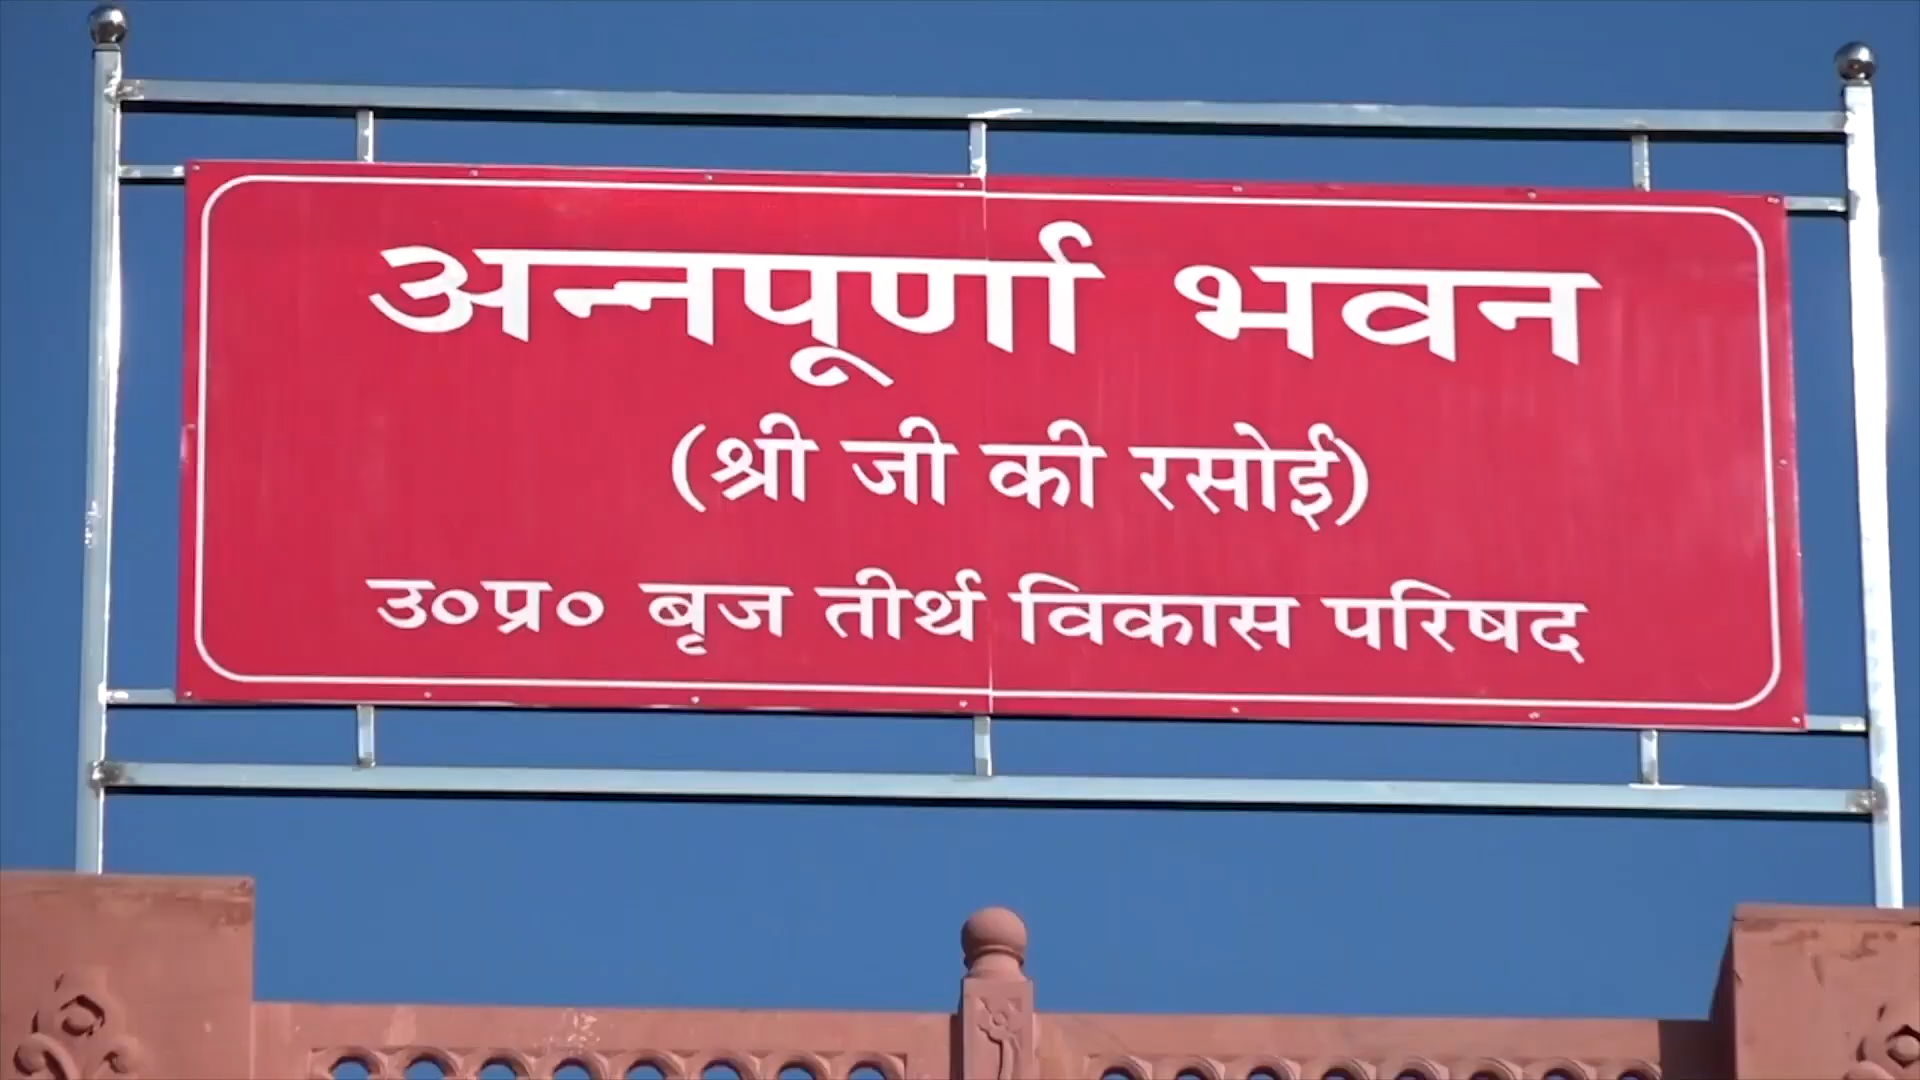 अन्नपूर्णा भवन
(श्री जी की रसोई)
उ०प्र० बृज तीर्थ विकास परिषद